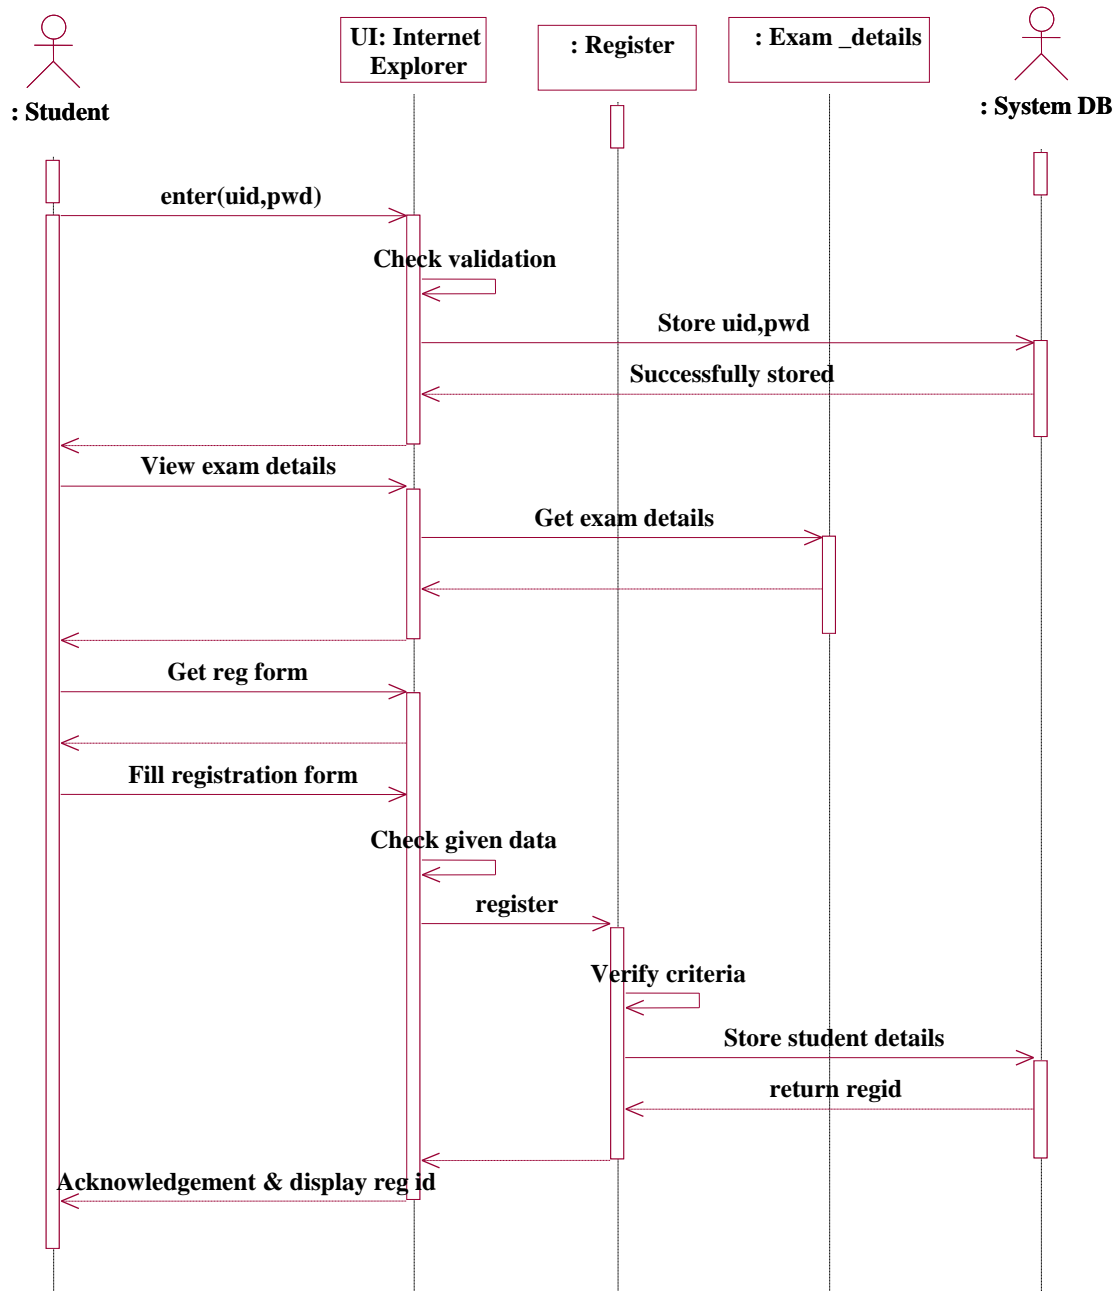 UI: Internet
Explorer
: Register
: Exam _details
: Student
: System DB
enter(uid,pwd)
Check validation
Store uid,pwd
Successfully stored
View exam details
Get exam details
Get reg form
Fill registration form
Check given data
register
Verify criteria
Store student details
return regid
Acknowledgement & display reg id